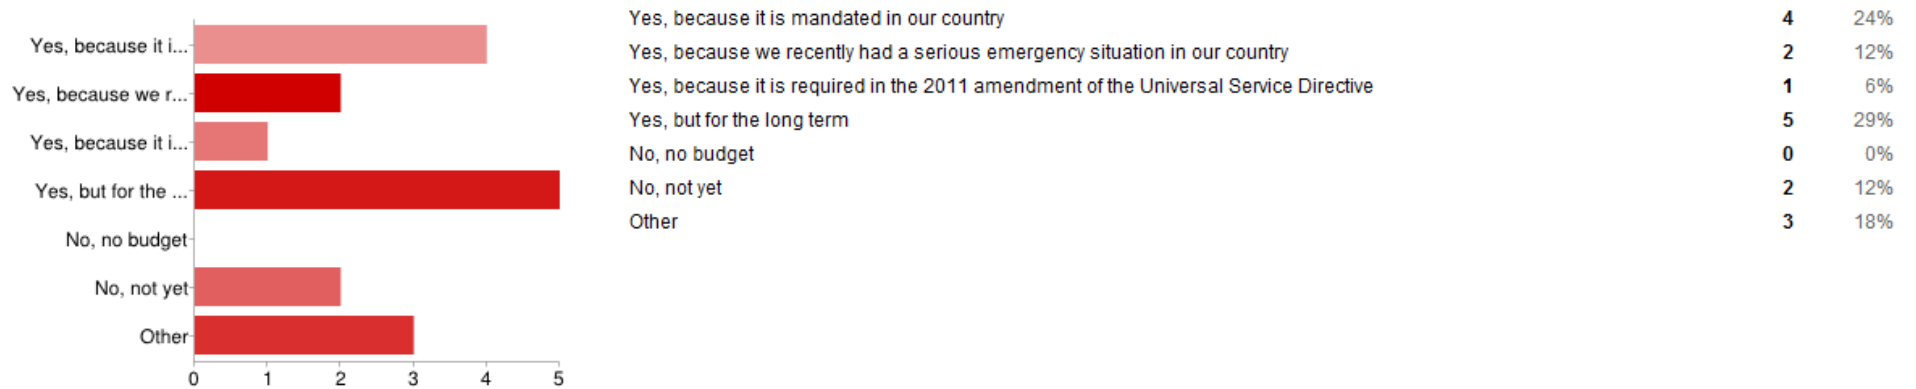 Yes, because it i...
Yes, because we r...
Yes, because it i...
Yes, but for the ...
No, no budget
No, not yet
Other
0 1 2 3 4 5
Yes, because it is mandated in our country 4 24%
Yes, because we recently had a serious emergency situation in our country 2 12%
Yes, because it is required in the 2011 amendment of the Universal Service Directive 1 6%
Yes, but for the long term 5 29%
No, no budget 0 0%
No, not yet 2 12%
Other 3 18%